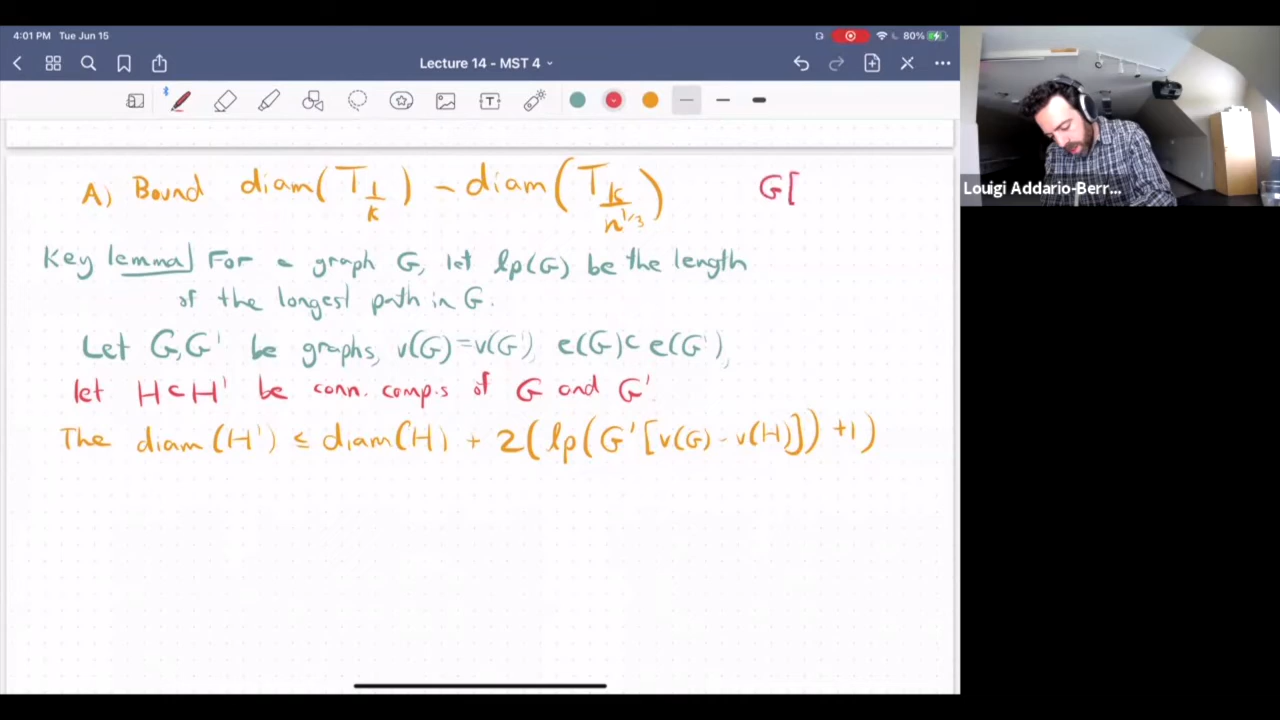 4:01 PM Tue Jun 15
80%
Lecture 14 - MST 4
A) Bound diam(T_{1/k}) - diam(T_{k/n^{1/3}})
G[
Key lemma For a graph G, let lp(G) be the length
of the longest path in G.
Let G,G' be graphs, v(G)=v(G'), e(G)⊂e(G'),
let H⊂H' be conn. comp.s of G and G'.
The diam(H') ≤ diam(H) + 2(lp(G'[v(G)-v(H)])+1)
Louigi Addario-Berr...